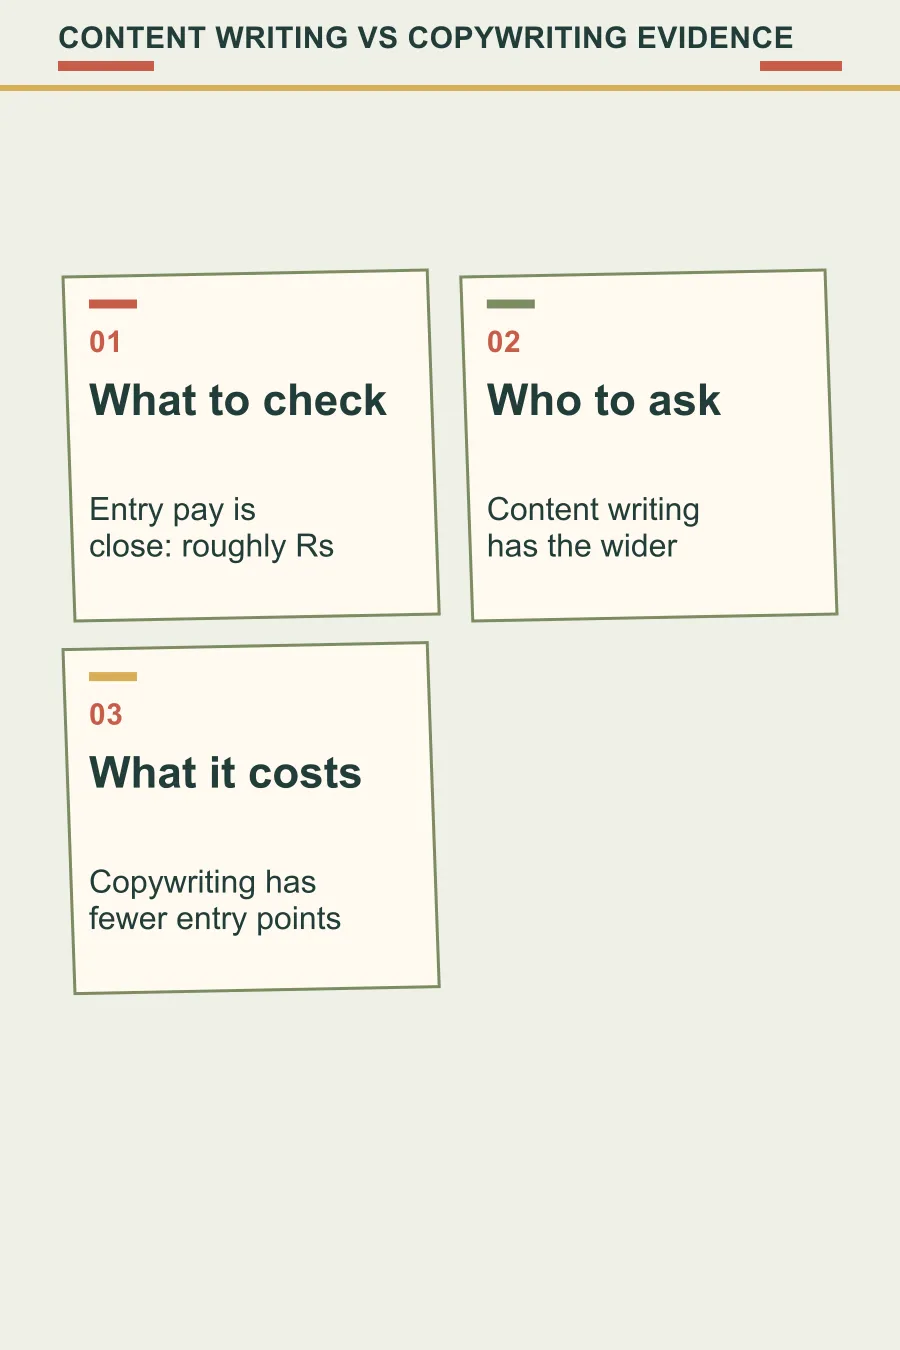 CONTENT WRITING VS COPYWRITING EVIDENCE
01
What to check
Entry pay is
close: roughly Rs
02
Who to ask
Content writing
has the wider
03
What it costs
Copywriting has
fewer entry points